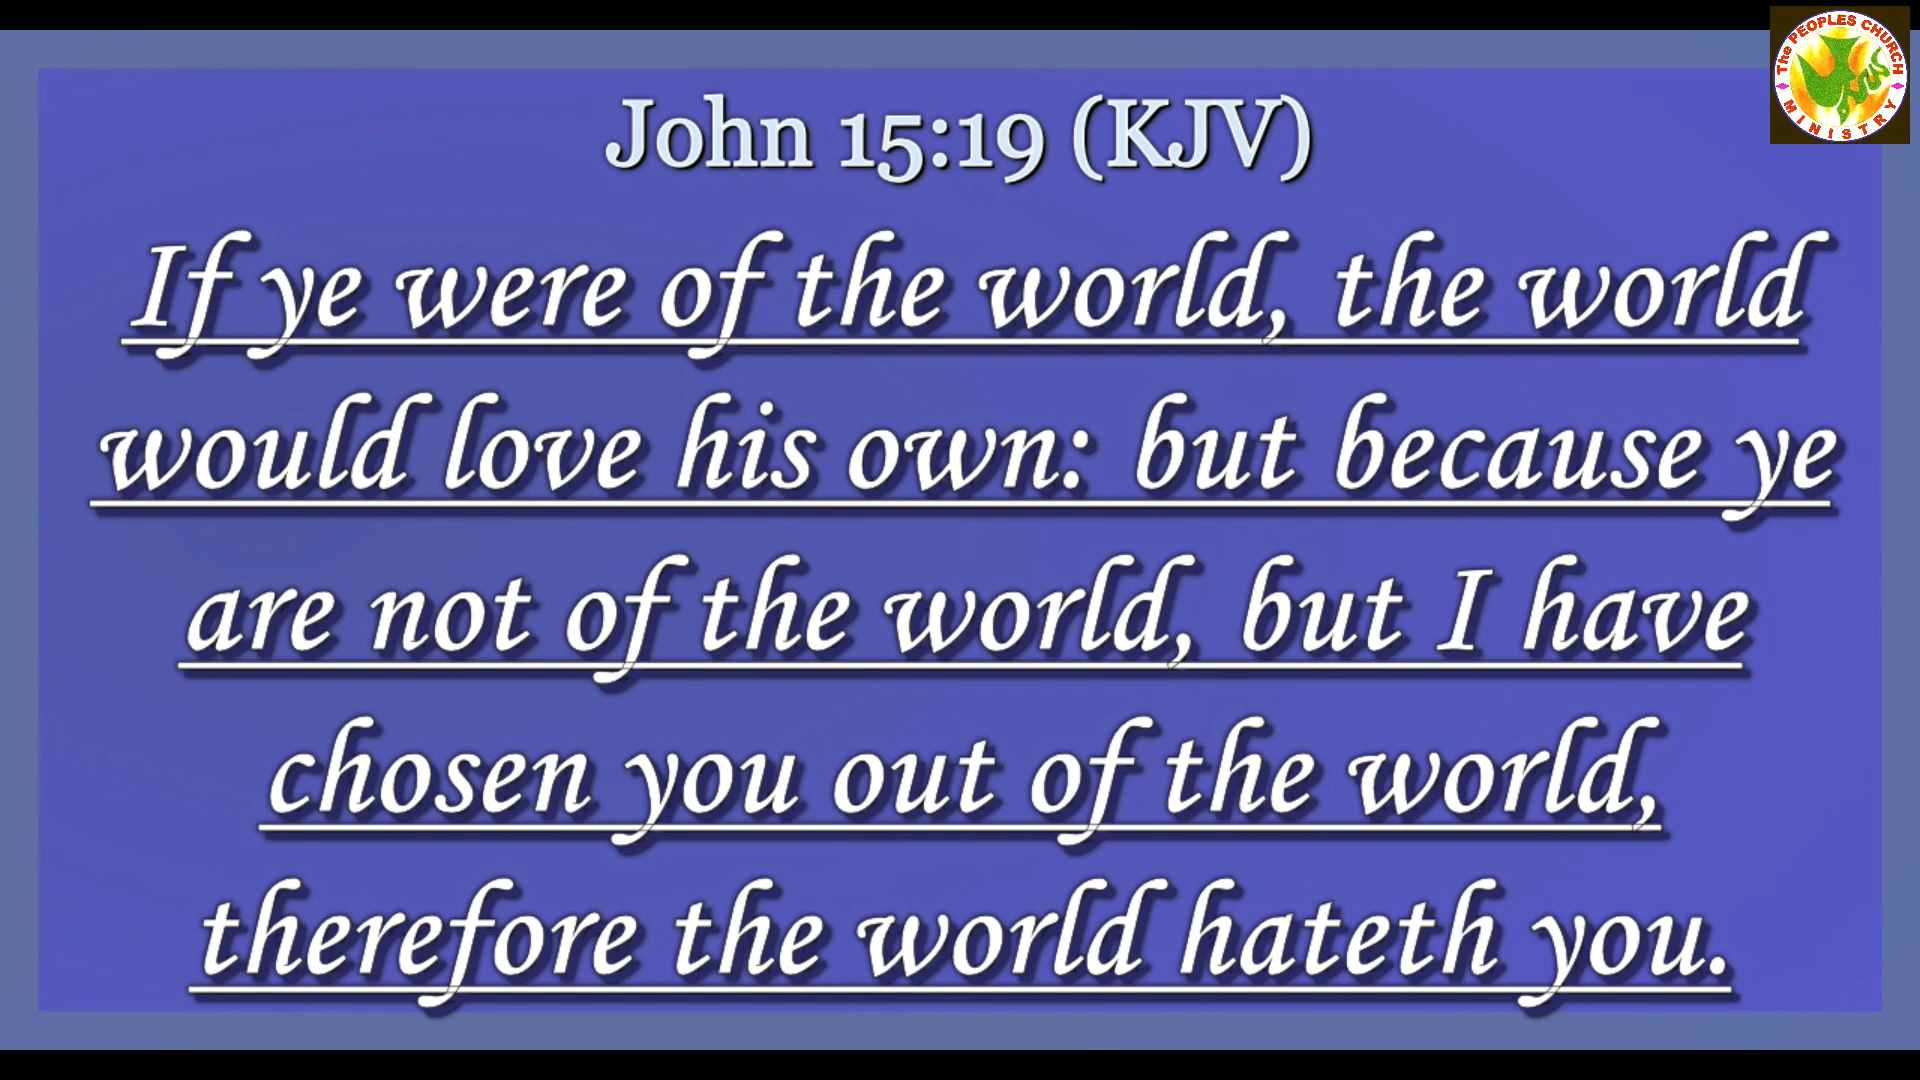 The PEOPLES CHURCH
MINISTRY
John 15:19 (KJV)
If ye were of the world, the world
would love his own: but because ye
are not of the world, but I have
chosen you out of the world,
therefore the world hateth you.